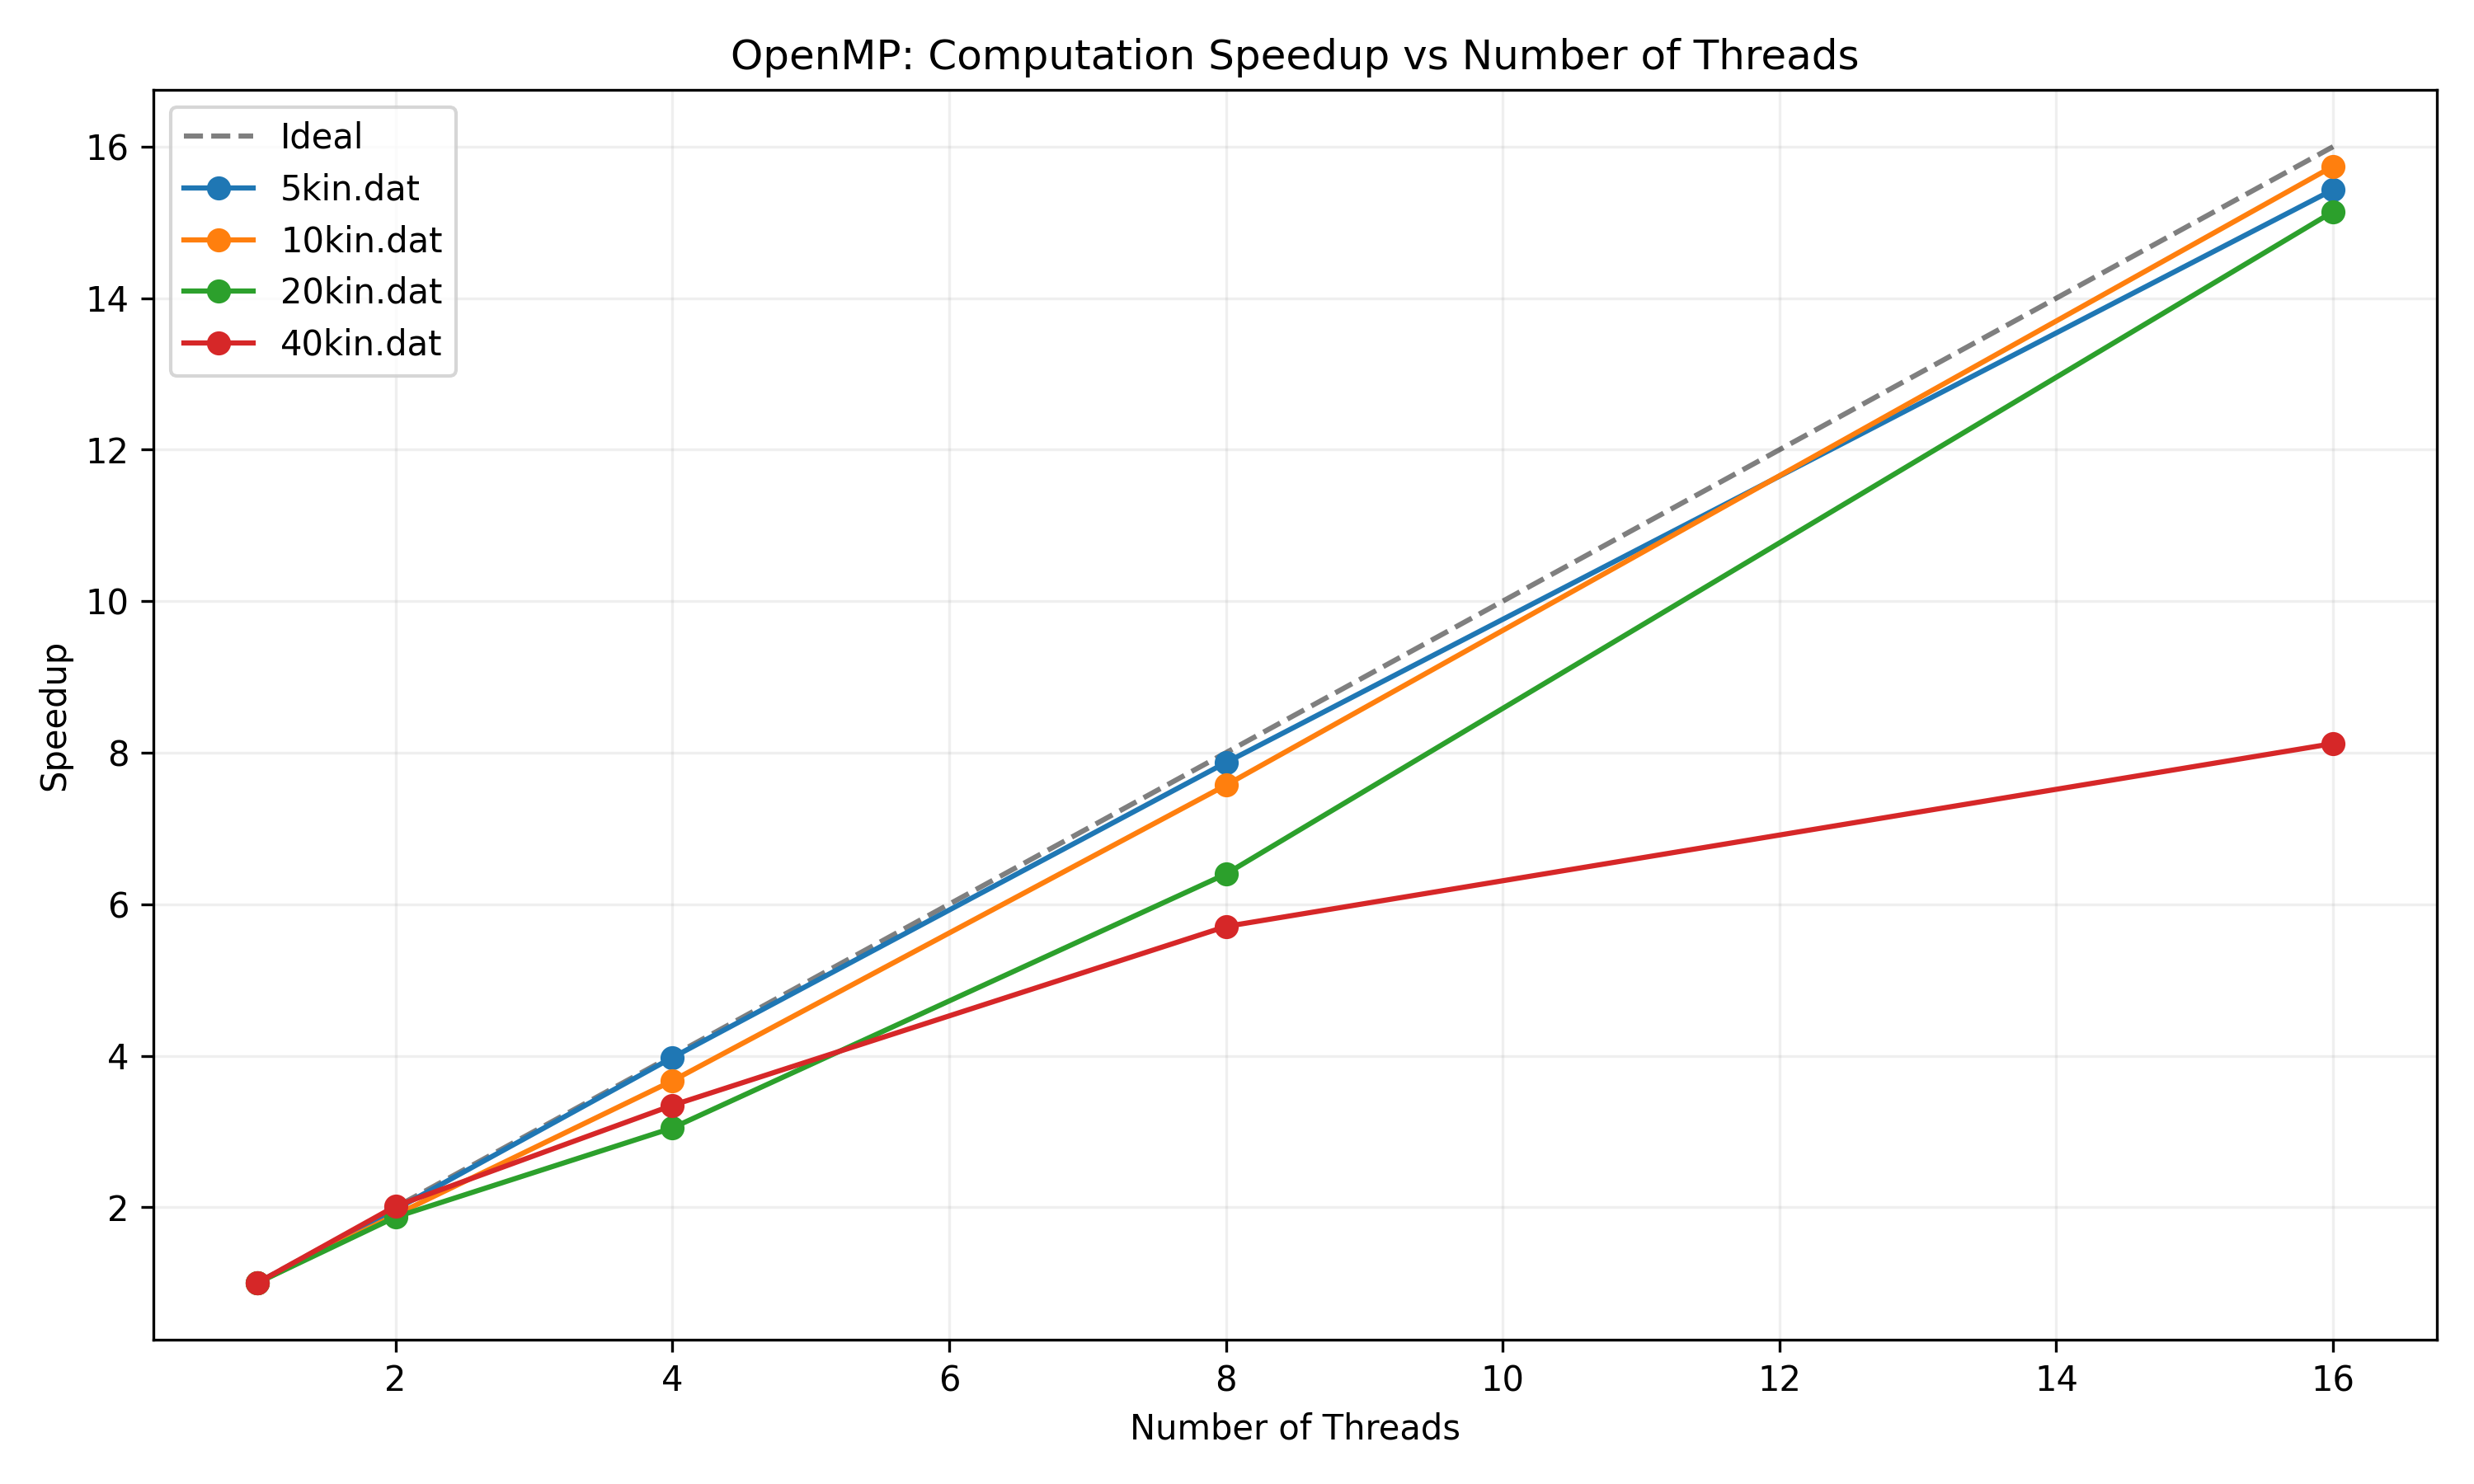 OpenMP: Computation Speedup vs Number of Threads
Ideal
5kin.dat
10kin.dat
20kin.dat
40kin.dat
16
14
12
10
8
6
4
2
Speedup
2 4 6 8 10 12 14 16
Number of Threads